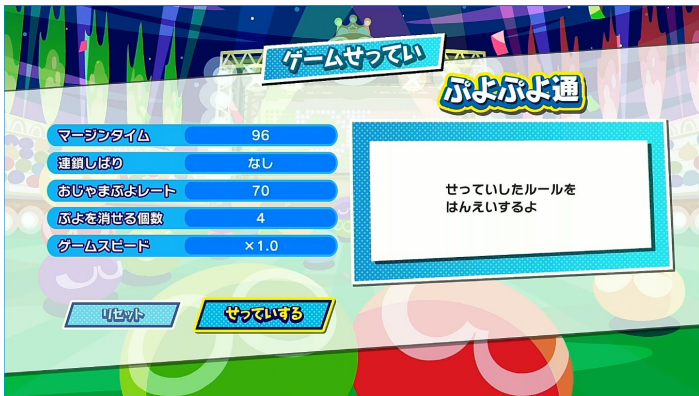 ゲームせってい
ぷよぷよ通
マージンタイム 96
連鎖しばり なし
おじゃまぷよレート 70
ぷよを消せる個数 4
ゲームスピード ×1.0
せっていしたルールを
はんえいするよ
リセット
せっていする